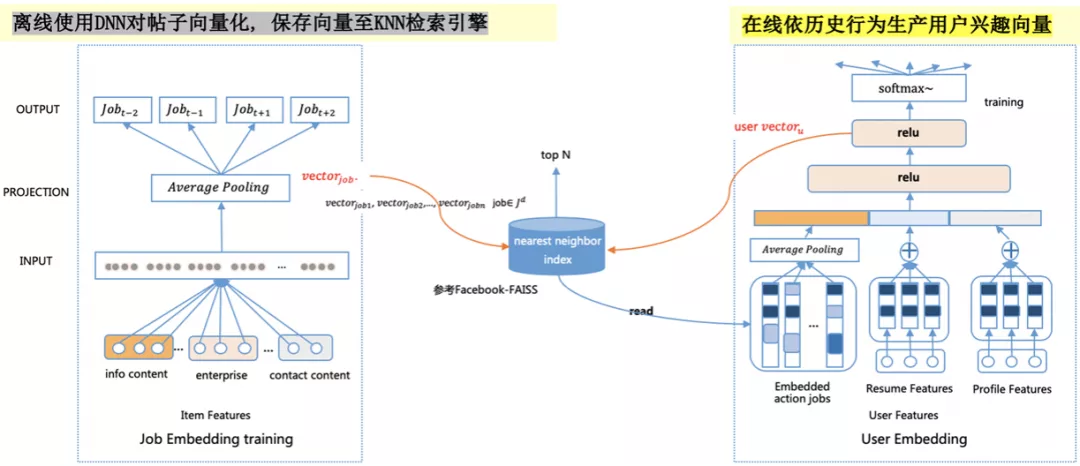 离线使用DNN对帖子向量化，保存向量至KNN检索引擎
在线依历史行为生产用户兴趣向量
OUTPUT
Job_{t-2}
Job_{t-1}
Job_{t+1}
Job_{t+2}
PROJECTION
Average Pooling
INPUT
...
... ...
info content
enterprise
contact content
Item Features
Job Embedding training
vector_{job}.
vector_{job1}, vector_{job2},..., vector_{jobn} job∈ J^d
top N
nearest neighbor
index
参考Facebook-FAISS
read
softmax~
training
relu
user vector_u
relu
Average Pooling
...
Embedded
action jobs
Resume Features
Profile Features
User Features
User Embedding